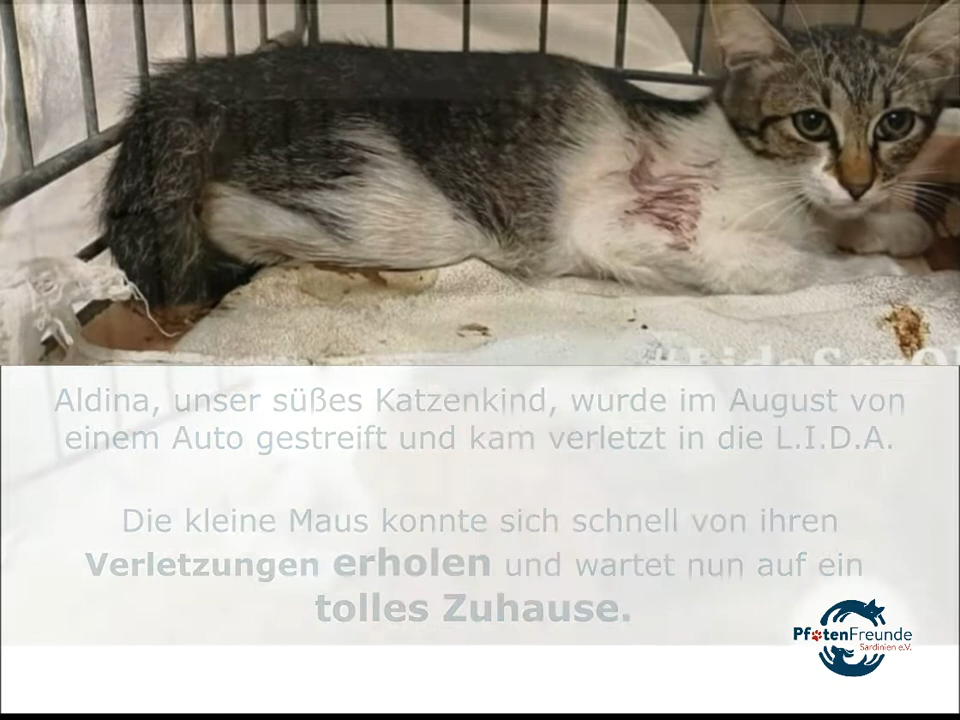 Aldina, unser süßes Katzenkind, wurde im August von
einem Auto gestreift und kam verletzt in die L.I.D.A.
Die kleine Maus konnte sich schnell von ihren
Verletzungen erholen und wartet nun auf ein
tolles Zuhause.
PfotenFreunde
Sardinien e.V.